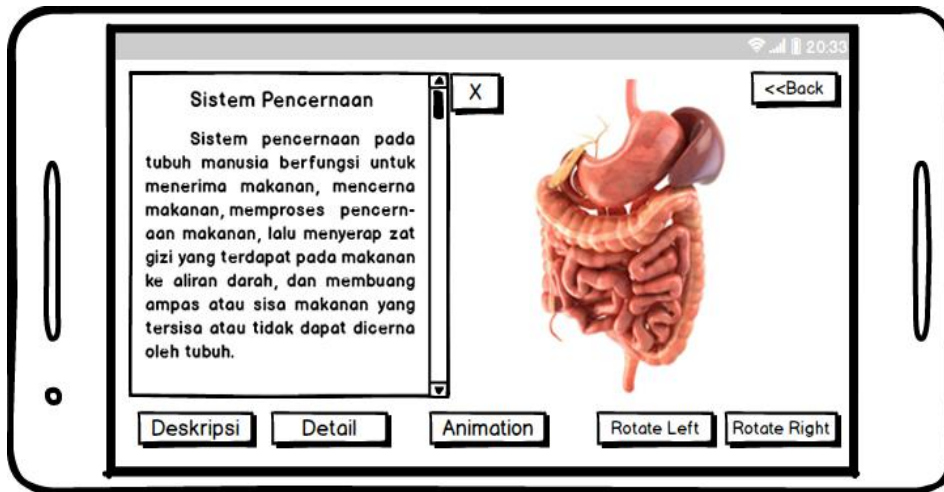 20:33
Sistem Pencernaan
Sistem pencernaan pada
tubuh manusia berfungsi untuk
menerima makanan, mencerna
makanan, memproses pencern-
aan makanan, lalu menyerap zat
gizi yang terdapat pada makanan
ke aliran darah, dan membuang
ampas atau sisa makanan yang
tersisa atau tidak dapat dicerna
oleh tubuh.
X
<<Back
Deskripsi
Detail
Animation
Rotate Left
Rotate Right